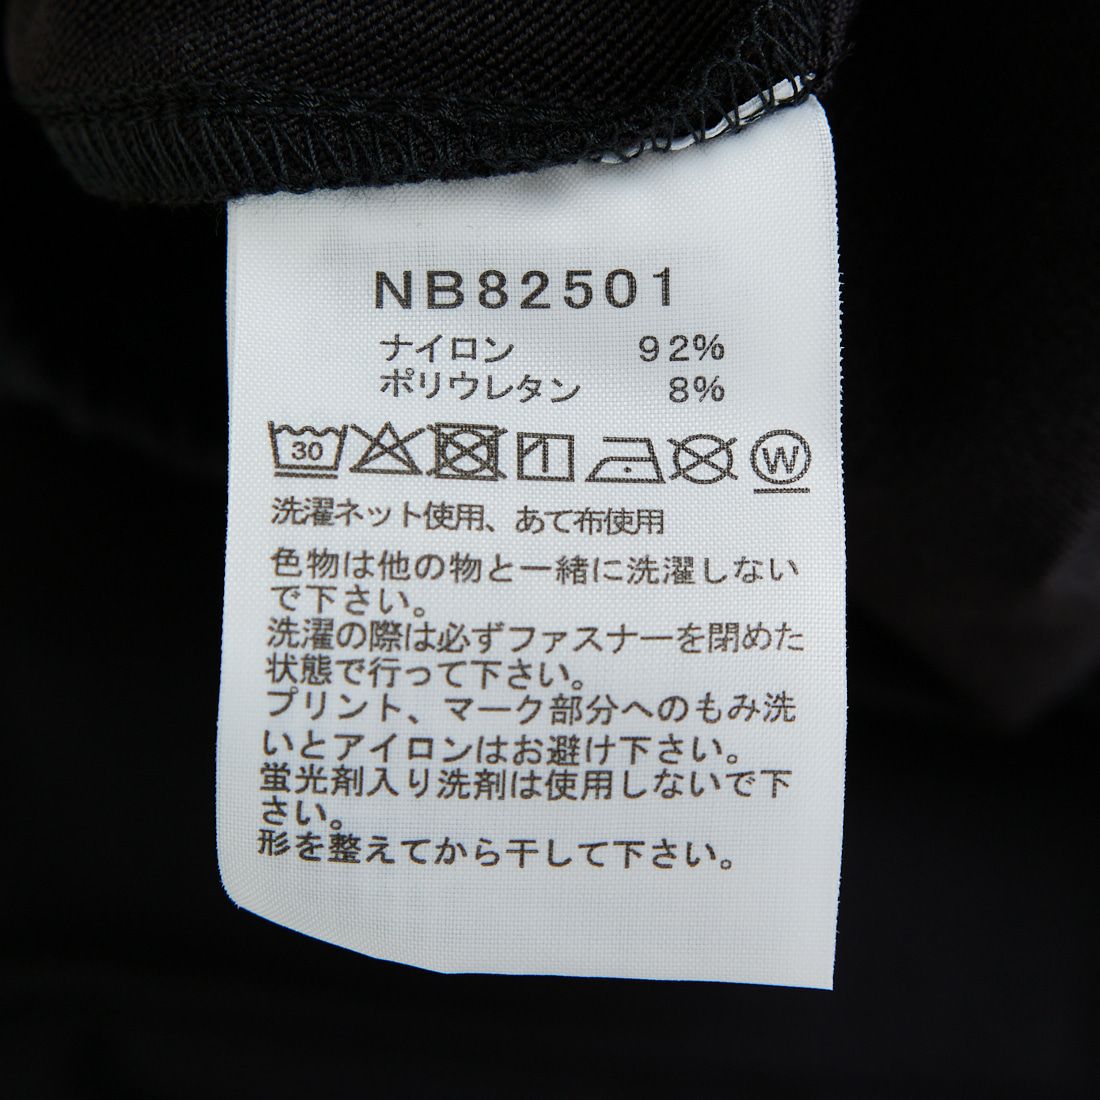 NB82501
ナイロン 92%
ポリウレタン 8%
30 W
洗濯ネット使用、あて布使用
色物は他の物と一緒に洗濯しない
で下さい。
洗濯の際は必ずファスナーを閉めた
状態で行って下さい。
プリント、マーク部分へのもみ洗
いとアイロンはお避け下さい。
蛍光剤入り洗剤は使用しないで下
さい。
形を整えてから干して下さい。